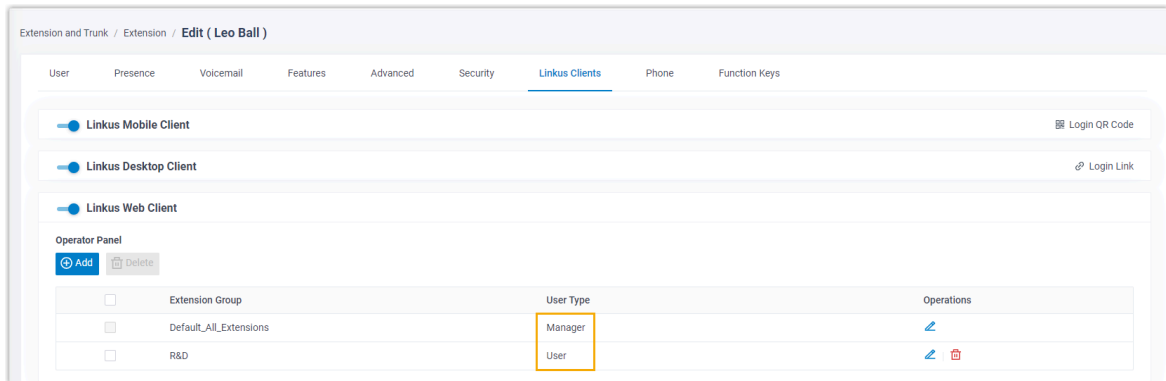 Extension and Trunk / Extension / Edit ( Leo Ball )
User Presence Voicemail Features Advanced Security Linkus Clients Phone Function Keys
Linkus Mobile Client Login QR Code
Linkus Desktop Client Login Link
Linkus Web Client
Operator Panel
Add Delete
Extension Group User Type Operations
Default_All_Extensions Manager
R&D User